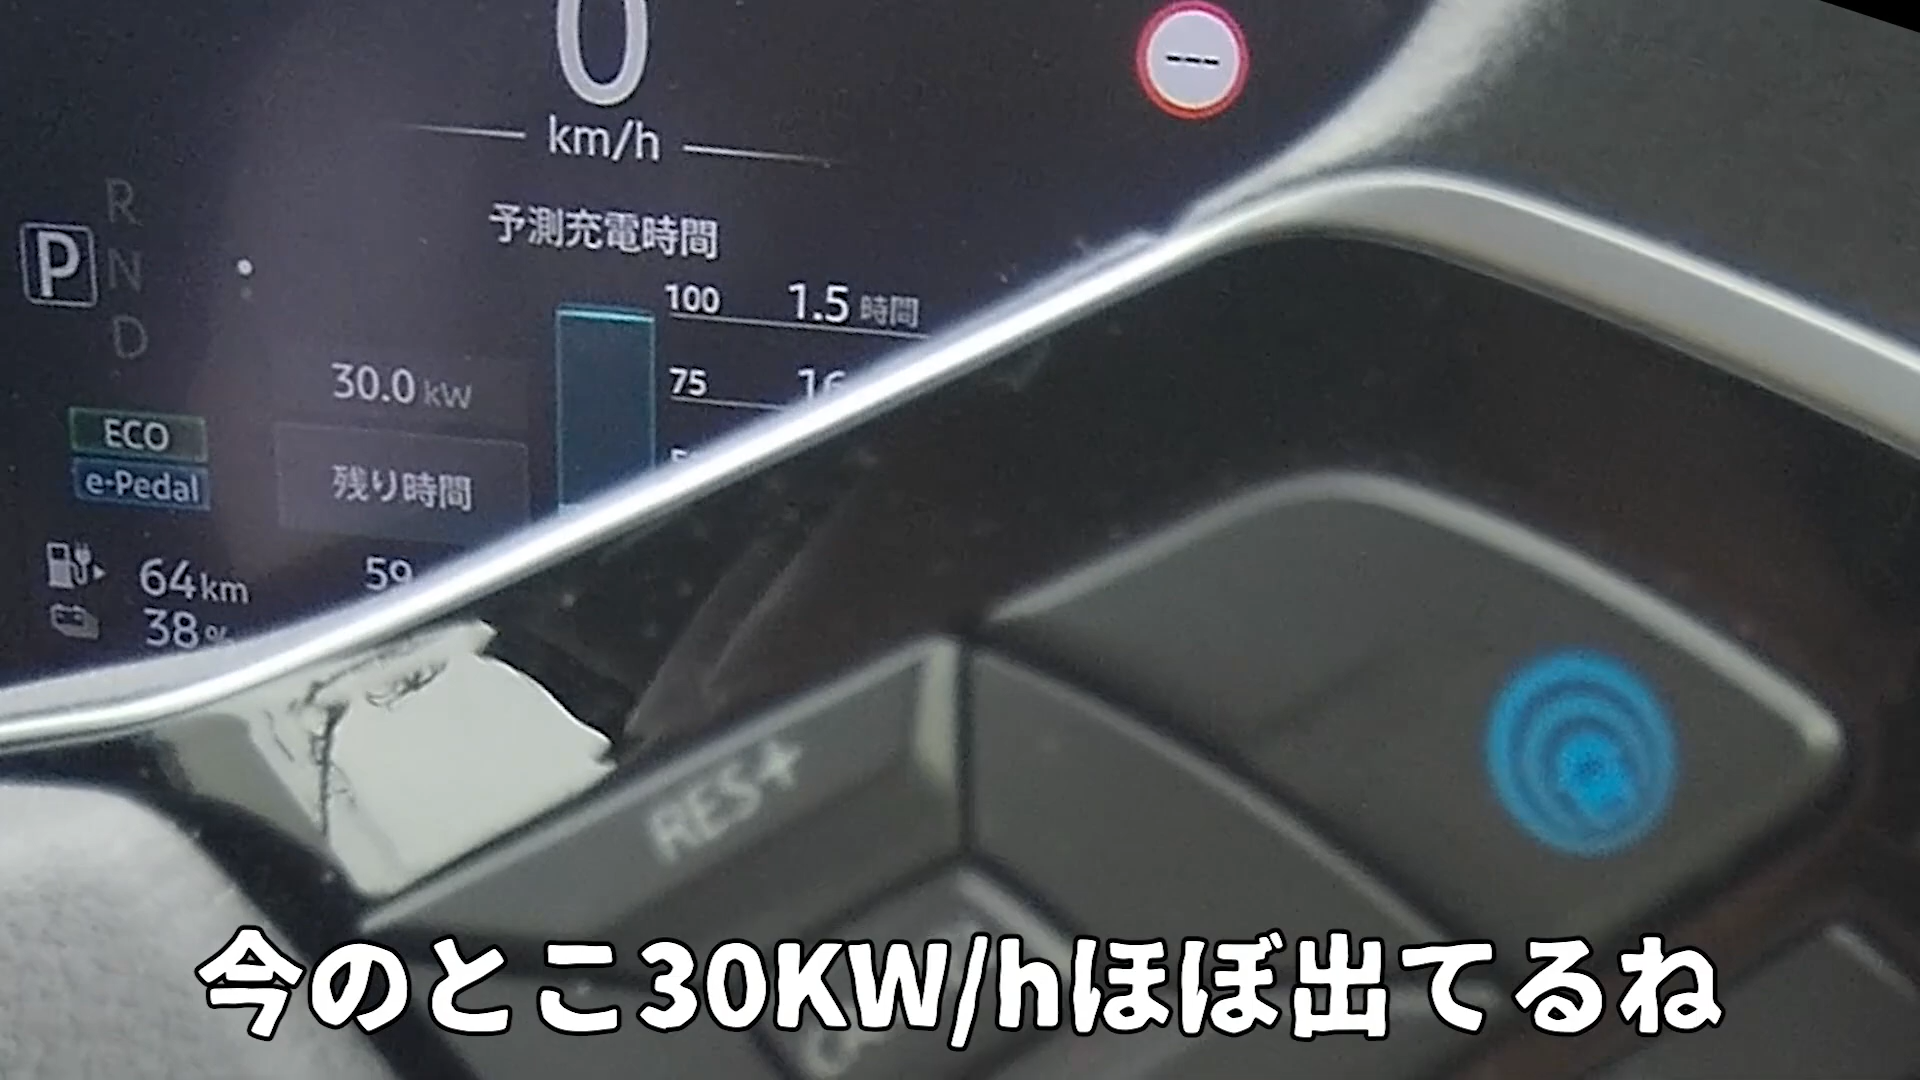 0
km/h
---
予測充電時間
R
P N
D
100 1.5 時間
75
30.0 kW
ECO
e-Pedal
残り時間
59
64 km
38 %
RES+
今のとこ30KW/hほぼ出てるね